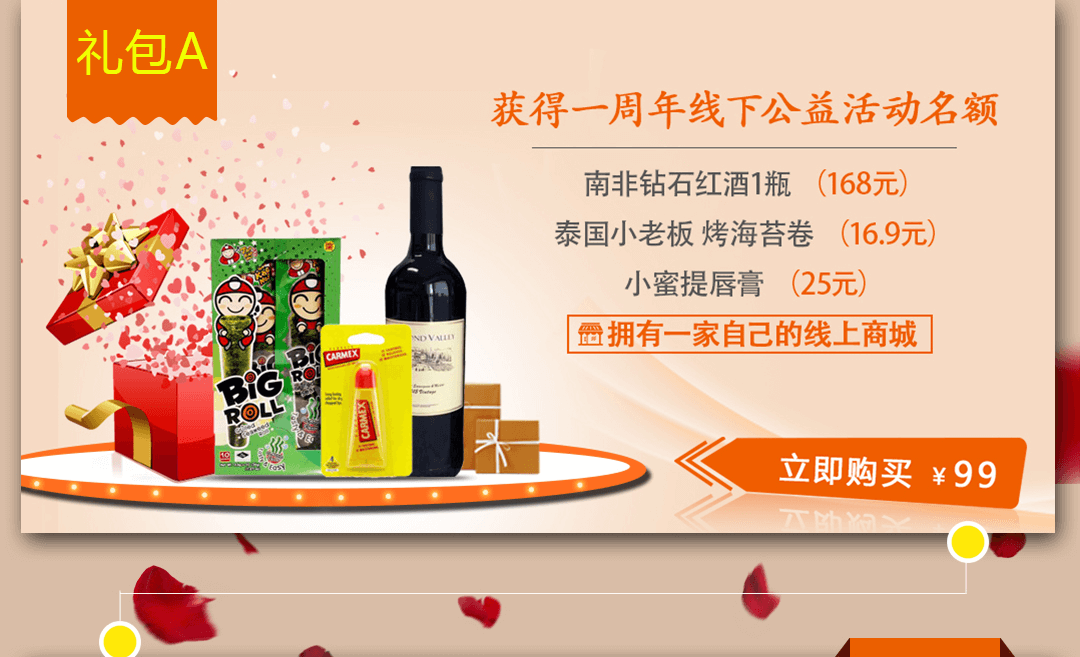 礼包A
获得一周年线下公益活动名额
南非钻石红酒1瓶 （168元）
泰国小老板 烤海苔卷 （16.9元）
小蜜提唇膏 （25元）
拥有一家自己的线上商城
立即购买 ¥99
BIG
ROLL
CARMEX
CARMEX